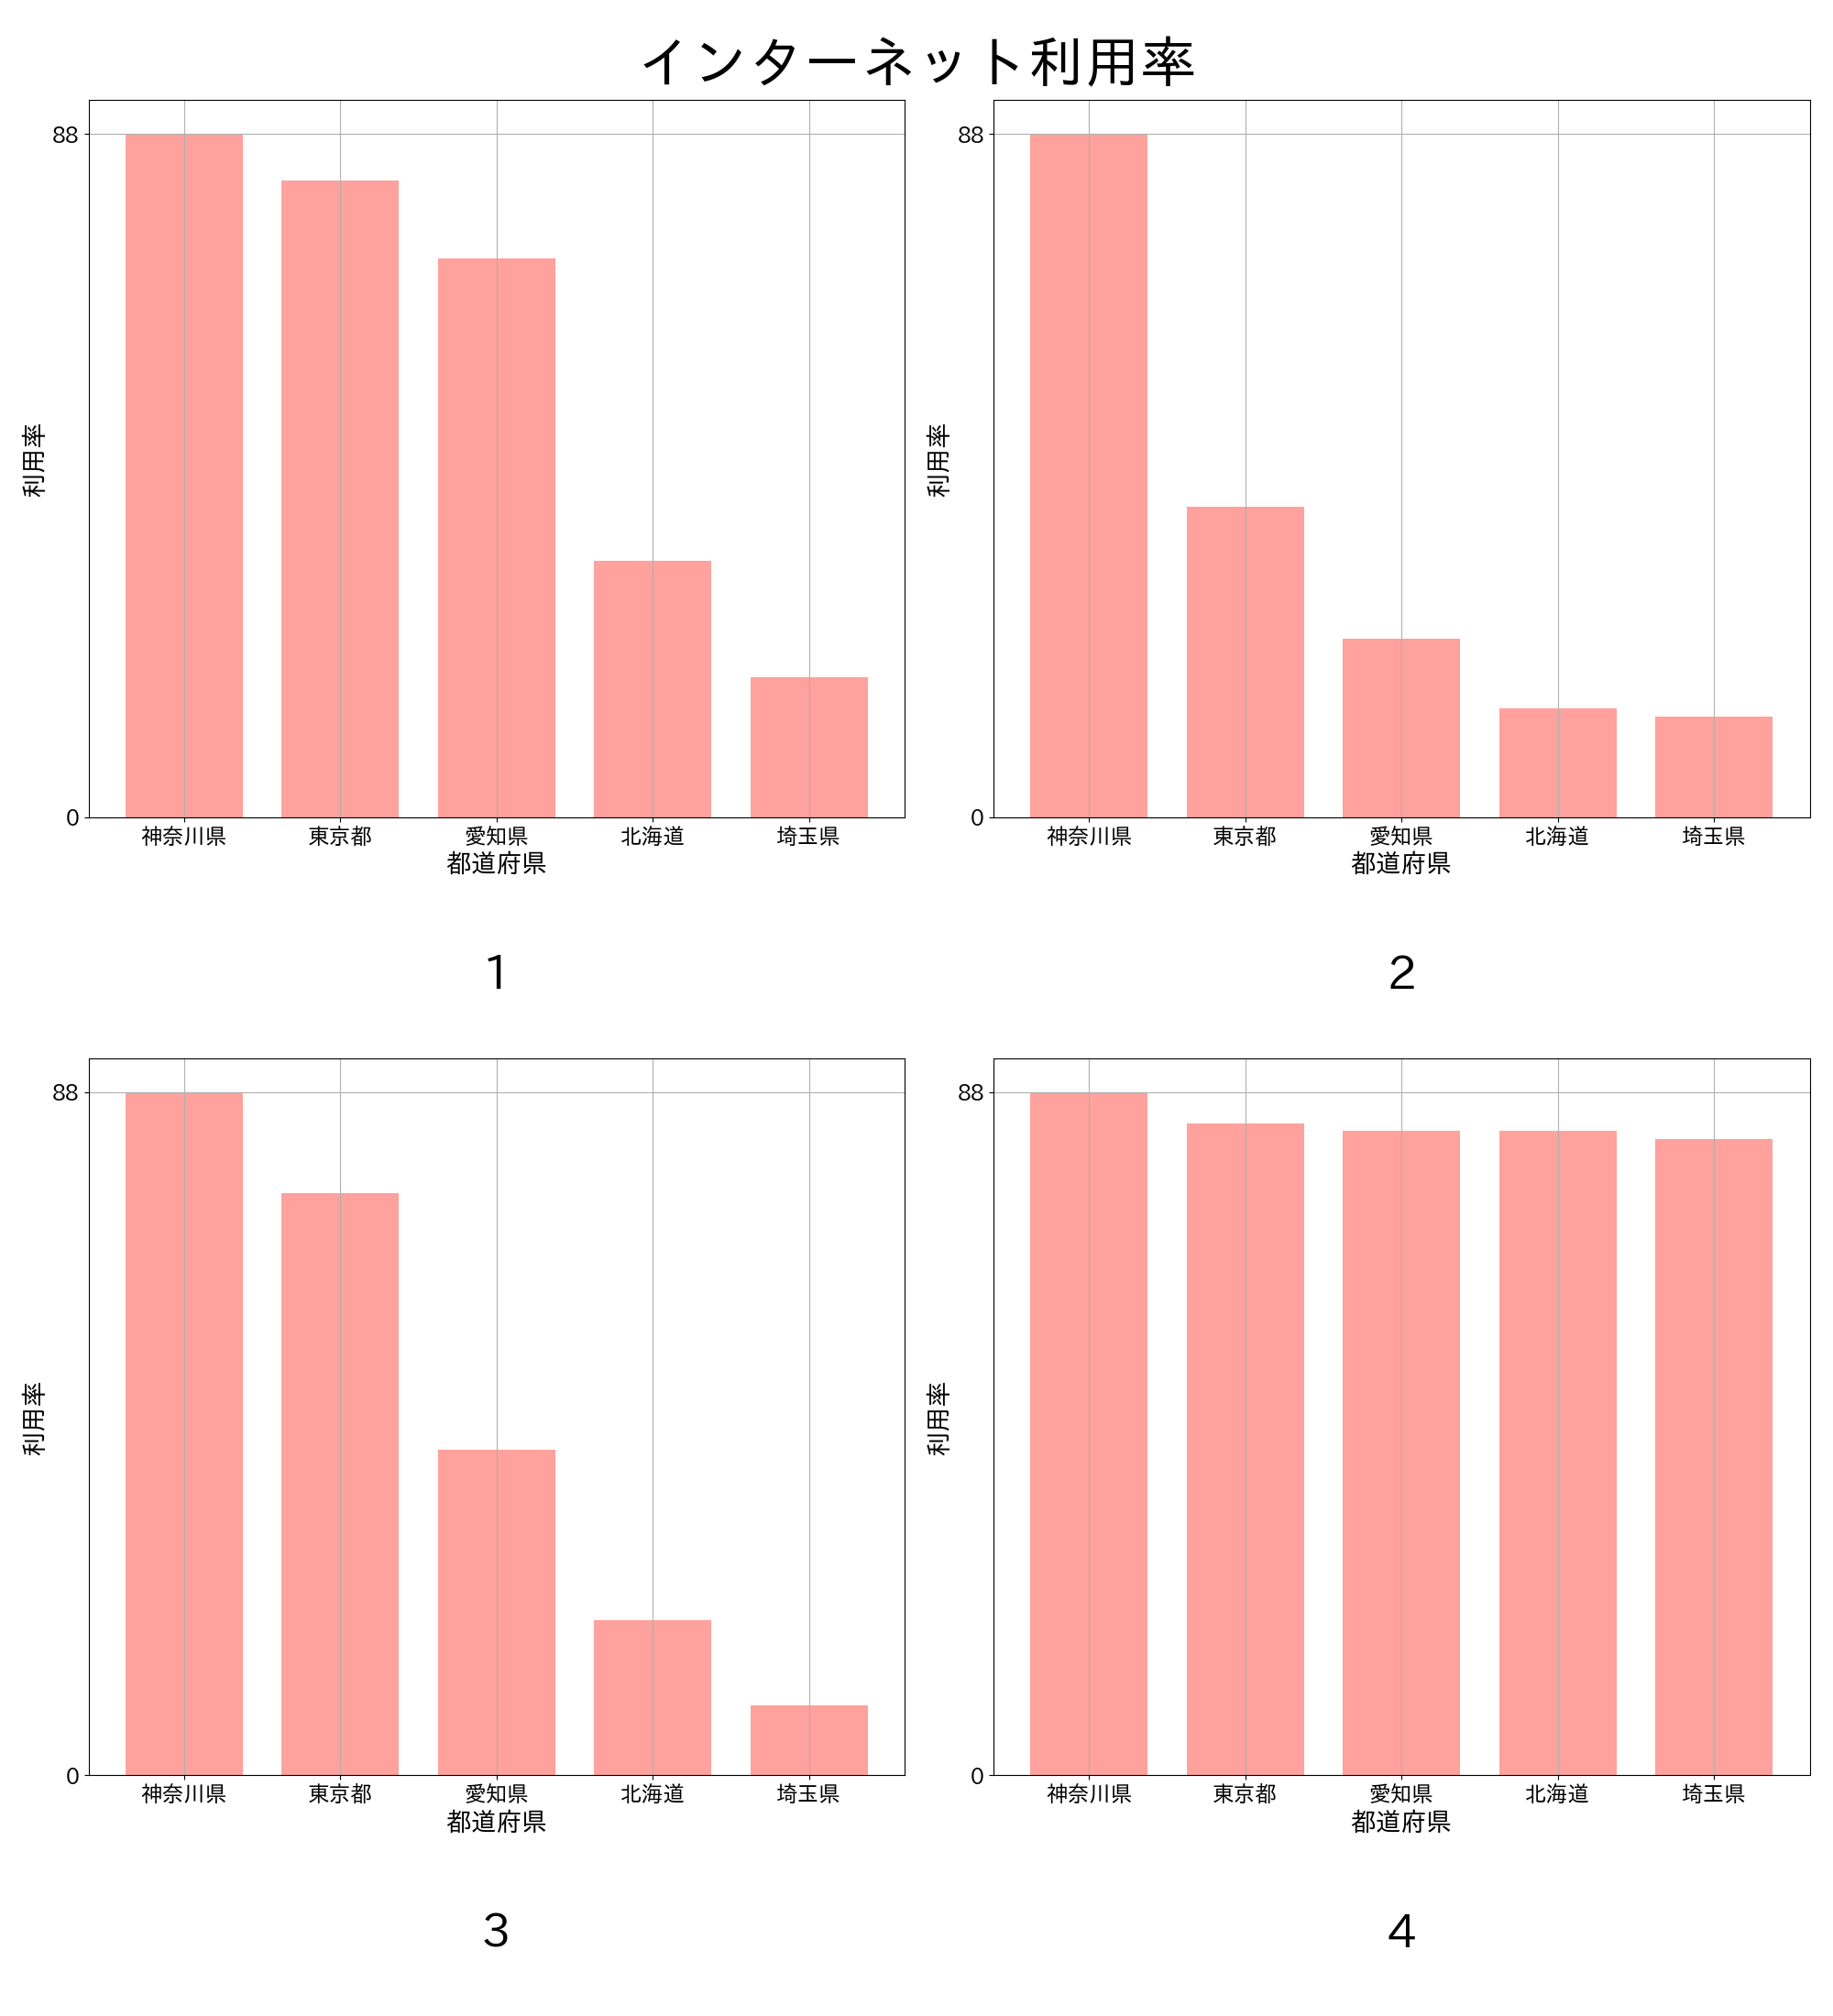 インターネット利用率
88
0
利用率
神奈川県 東京都 愛知県 北海道 埼玉県
都道府県
1
88
0
利用率
神奈川県 東京都 愛知県 北海道 埼玉県
都道府県
2
88
0
利用率
神奈川県 東京都 愛知県 北海道 埼玉県
都道府県
3
88
0
利用率
神奈川県 東京都 愛知県 北海道 埼玉県
都道府県
4